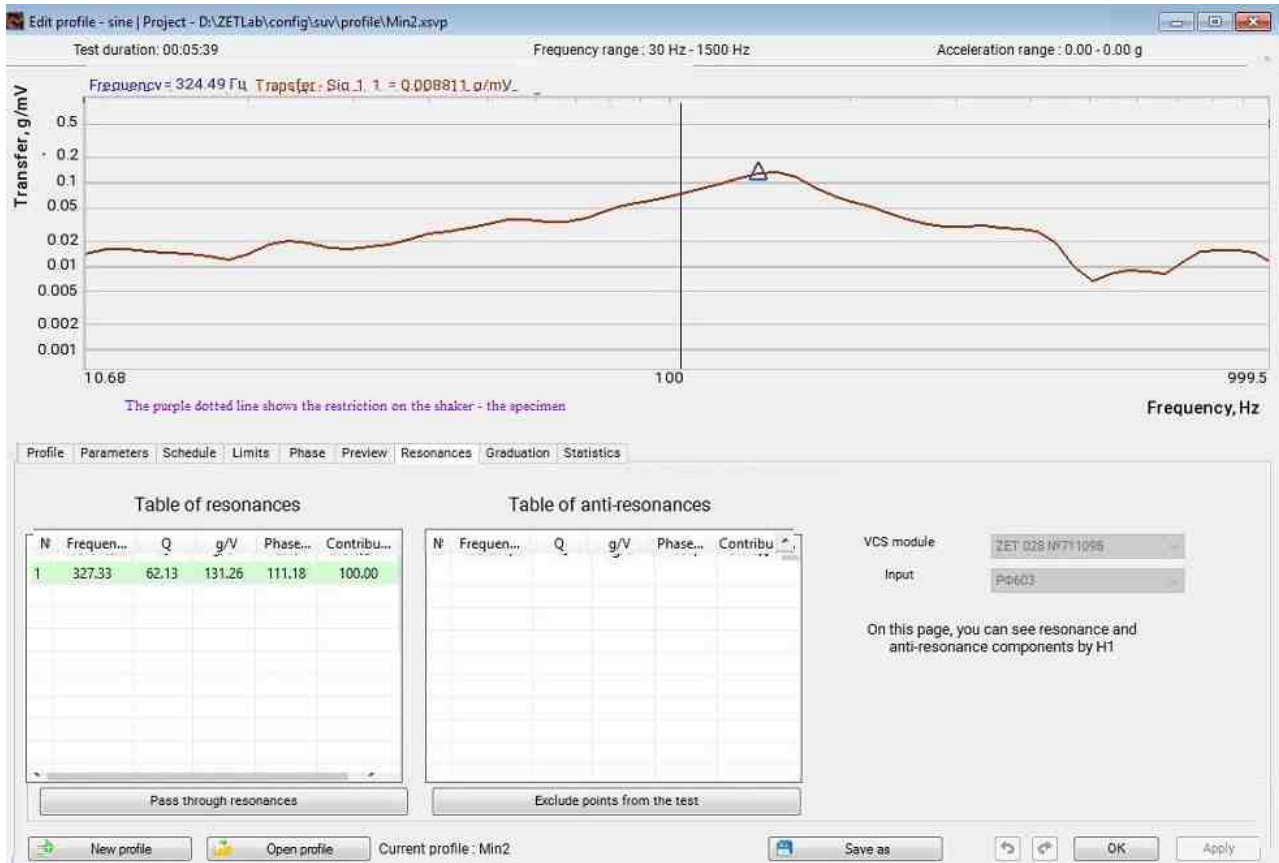 Edit profile - sine | Project - D:\ZETLab\config\suv\profile\Min2.xsvp
Test duration: 00:05:39 Frequency range : 30 Hz - 1500 Hz Acceleration range : 0.00 - 0.00 g
Frequency = 324.49 Гц Transfer - Sig_1_1 = 0.008811 g/mV
Transfer, g/mV
0.5
0.2
0.1
0.05
0.02
0.01
0.005
0.002
0.001
10.68 100 999.5
The purple dotted line shows the restriction on the shaker - the specimen
Frequency, Hz
Profile Parameters Schedule Limits Phase Preview Resonances Graduation Statistics
Table of resonances Table of anti-resonances
N Frequen... Q g/V Phase... Contribu... N Frequen... Q g/V Phase... Contribu
1 327.33 62.13 131.26 111.18 100.00
VCS module ZET 028 №711098
Input РФ603
On this page, you can see resonance and
anti-resonance components by H1
Pass through resonances Exclude points from the test
New profile Open profile Current profile : Min2 Save as OK Apply